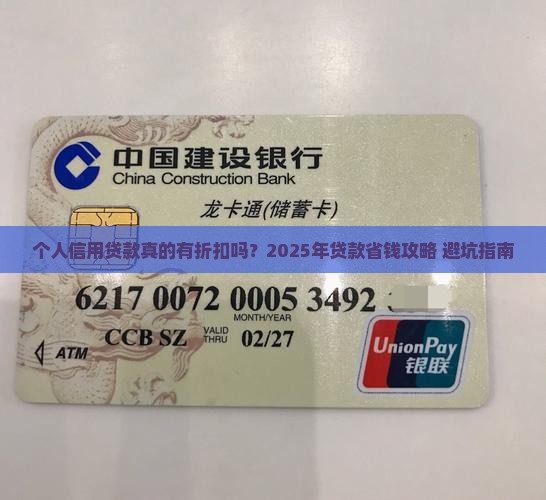 中国建设银行
China Construction Bank
龙卡通(储蓄卡)
个人信用贷款真的有折扣吗？2025年贷款省钱攻略 避坑指南
6217 0072 0005 3492
MONTH/YEAR
CCB SZ VALID THRU 02/27
ATM
UnionPay
银联